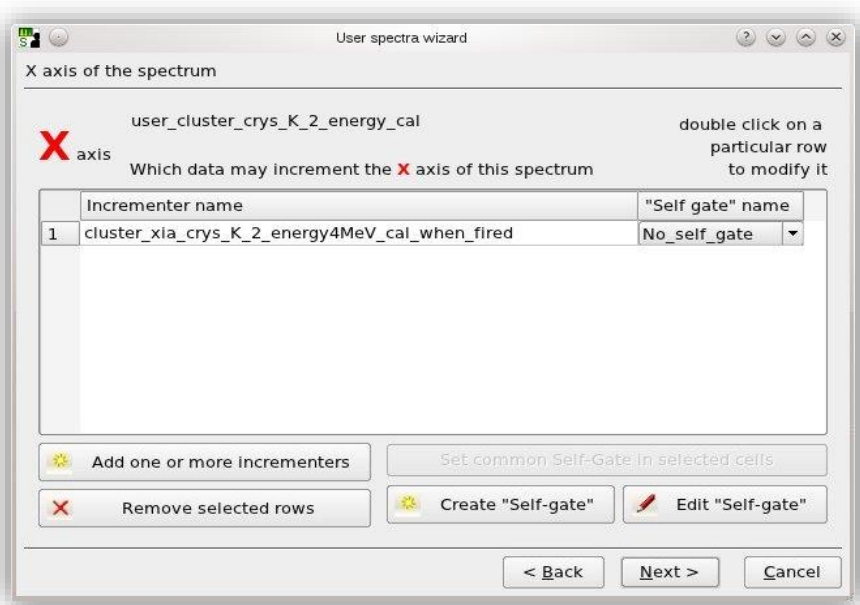 User spectra wizard
X axis of the spectrum
user_cluster_crys_K_2_energy_cal
X axis
Which data may increment the X axis of this spectrum
double click on a
particular row
to modify it
Incrementer name "Self gate" name
1 cluster_xia_crys_K_2_energy4MeV_cal_when_fired No_self_gate
Add one or more incrementers Set common Self-Gate in selected cells
Remove selected rows Create "Self-gate" Edit "Self-gate"
< Back Next > Cancel